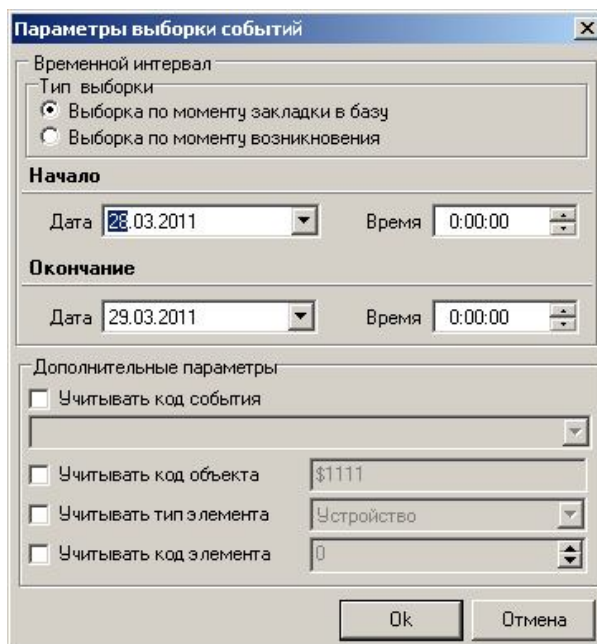 Параметры выборки событий
Временной интервал
Тип выборки
Выборка по моменту закладки в базу
Выборка по моменту возникновения
Начало
Дата 28.03.2011 Время 0:00:00
Окончание
Дата 29.03.2011 Время 0:00:00
Дополнительные параметры
Учитывать код события
Учитывать код объекта $1111
Учитывать тип элемента Устройство
Учитывать код элемента 0
Ok Отмена